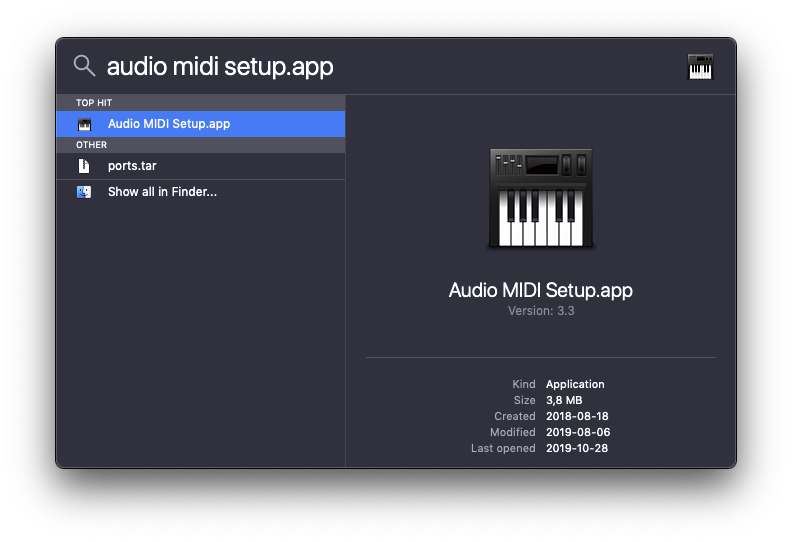 audio midi setup.app
TOP HIT
Audio MIDI Setup.app
OTHER
ports.tar
Show all in Finder...
Audio MIDI Setup.app
Version: 3.3
Kind Application
Size 3,8 MB
Created 2018-08-18
Modified 2019-08-06
Last opened 2019-10-28